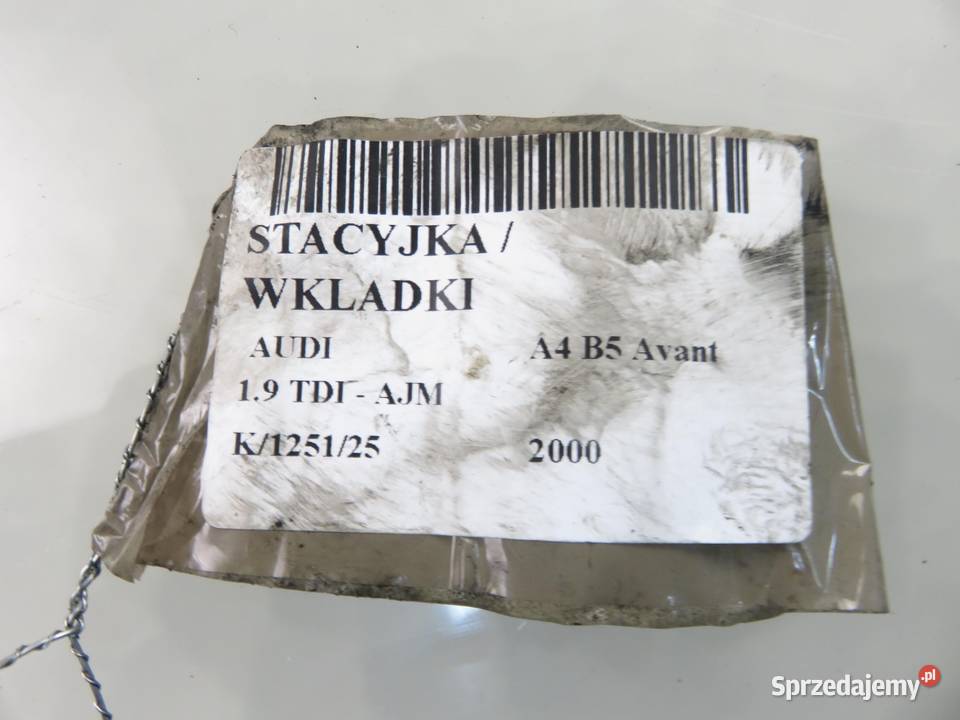 STACYJKA /
WKLADKI
AUDI A4 B5 Avant
1.9 TDI - AJM
K/1251/25 2000
Sprzedajemy.pl